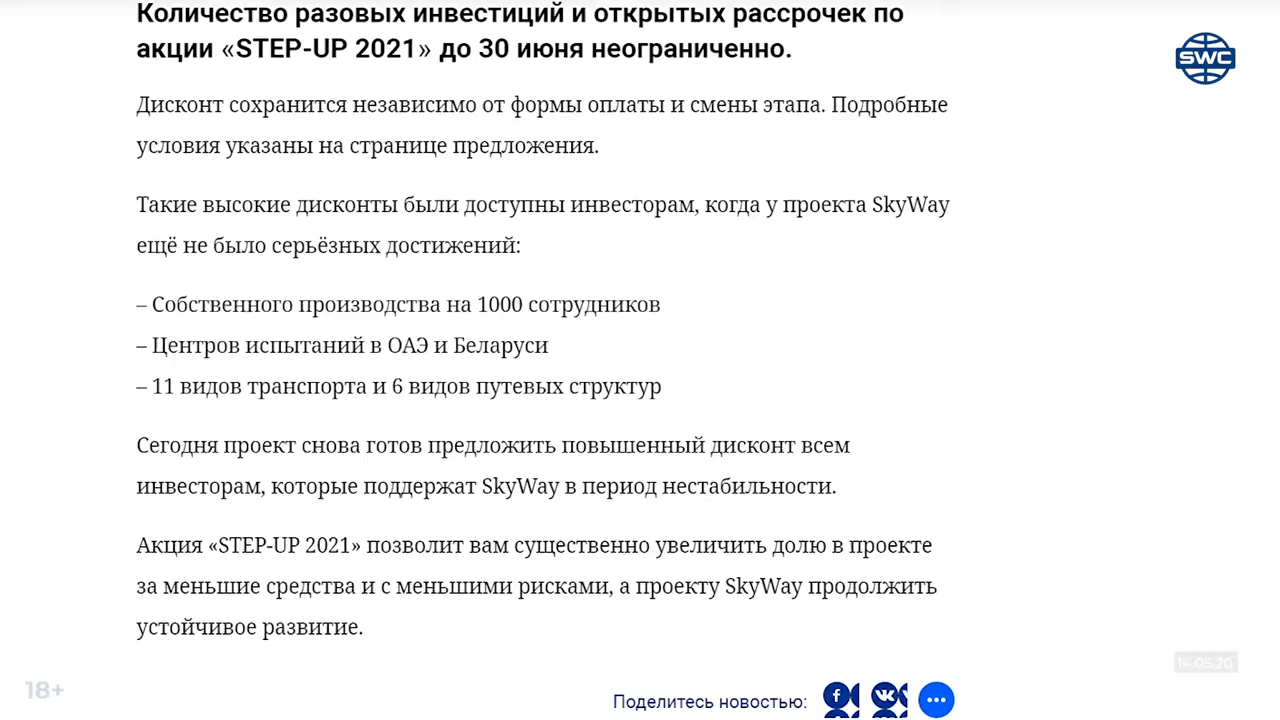 Количество разовых инвестиций и открытых рассрочек по
акции «STEP-UP 2021» до 30 июня неограниченно.
SWC
Дисконт сохранится независимо от формы оплаты и смены этапа. Подробные
условия указаны на странице предложения.
Такие высокие дисконты были доступны инвесторам, когда у проекта SkyWay
ещё не было серьёзных достижений:
– Собственного производства на 1000 сотрудников
– Центров испытаний в ОАЭ и Беларуси
– 11 видов транспорта и 6 видов путевых структур
Сегодня проект снова готов предложить повышенный дисконт всем
инвесторам, которые поддержат SkyWay в период нестабильности.
Акция «STEP-UP 2021» позволит вам существенно увеличить долю в проекте
за меньшие средства и с меньшими рисками, а проекту SkyWay продолжить
устойчивое развитие.
14.05.20
18+
Поделитесь новостью: